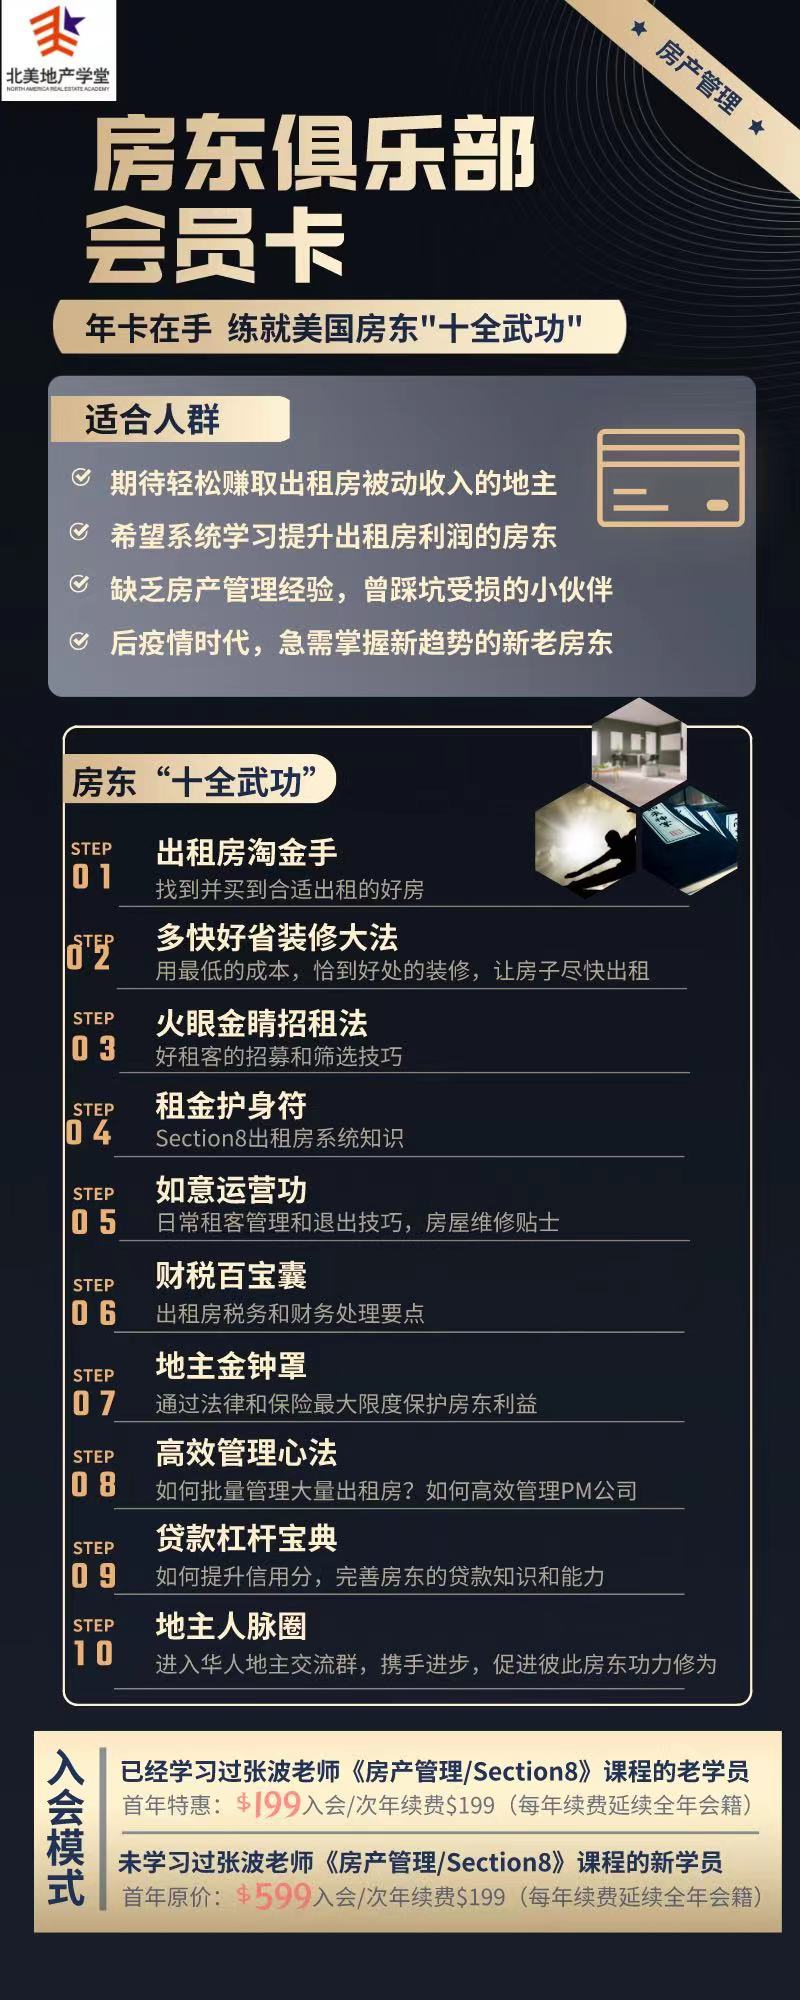 北美地产学堂
NORTH AMERICA REAL ESTATE ACADEMY
房产管理
房东俱乐部
会员卡
年卡在手 练就美国房东"十全武功"
适合人群
期待轻松赚取出租房被动收入的地主
希望系统学习提升出租房利润的房东
缺乏房产管理经验，曾踩坑受损的小伙伴
后疫情时代，急需掌握新趋势的新老房东
房东“十全武功”
STEP
01
出租房淘金手
找到并买到合适出租的好房
STEP
02
多快好省装修大法
用最低的成本，恰到好处的装修，让房子尽快出租
STEP
03
火眼金睛招租法
好租客的招募和筛选技巧
STEP
04
租金护身符
Section8出租房系统知识
STEP
05
如意运营功
日常租客管理和退出技巧，房屋维修贴士
STEP
06
财税百宝囊
出租房税务和财务处理要点
STEP
07
地主金钟罩
通过法律和保险最大限度保护房东利益
STEP
08
高效管理心法
如何批量管理大量出租房？如何高效管理PM公司
STEP
09
贷款杠杆宝典
如何提升信用分，完善房东的贷款知识和能力
STEP
10
地主人脉圈
进入华人地主交流群，携手进步，促进彼此房东功力修为
入会模式
已经学习过张波老师《房产管理/Section8》课程的老学员
首年特惠：$199入会/次年续费$199（每年续费延续全年会籍）
未学习过张波老师《房产管理/Section8》课程的新学员
首年原价：$599入会/次年续费$199（每年续费延续全年会籍）